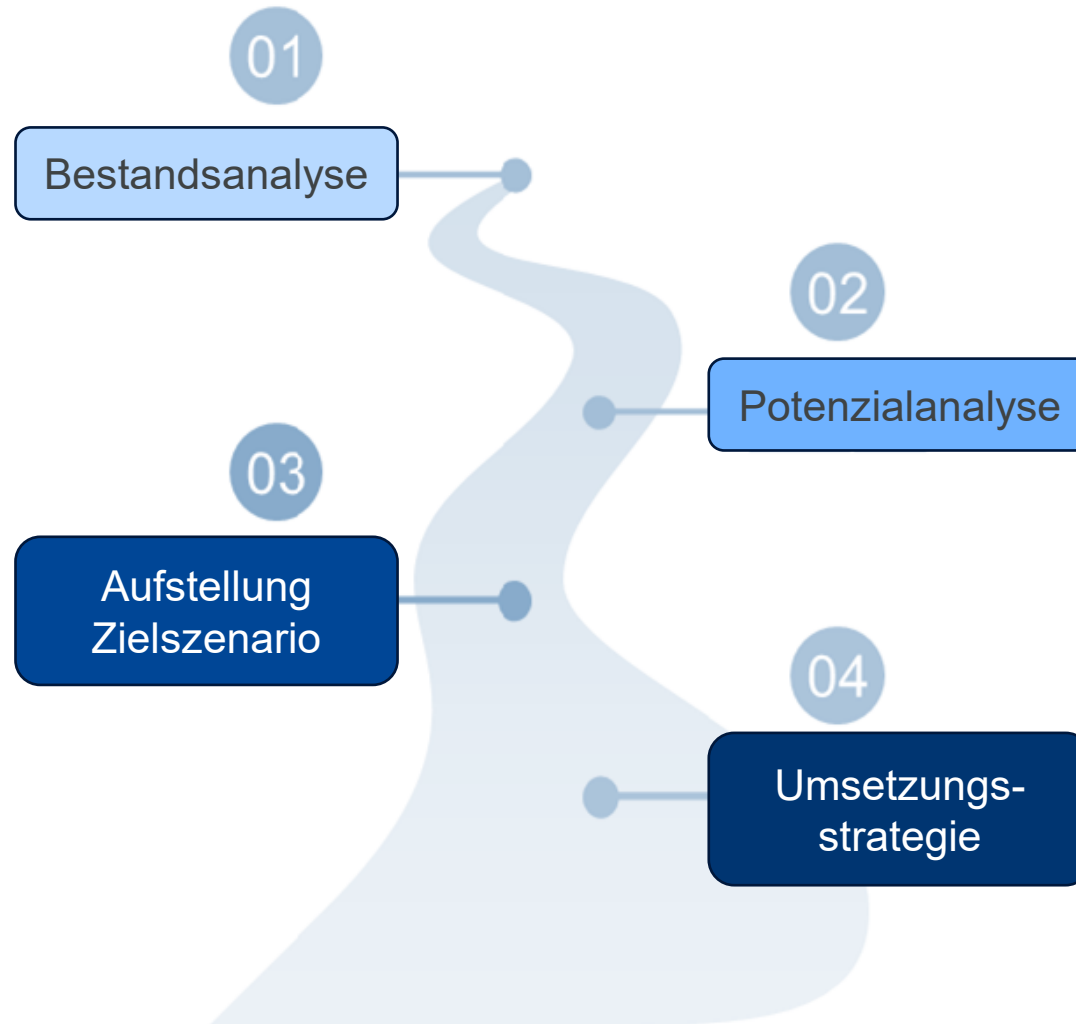 01
Bestandsanalyse
02
Potenzialanalyse
03
Aufstellung
Zielszenario
04
Umsetzungs-
strategie